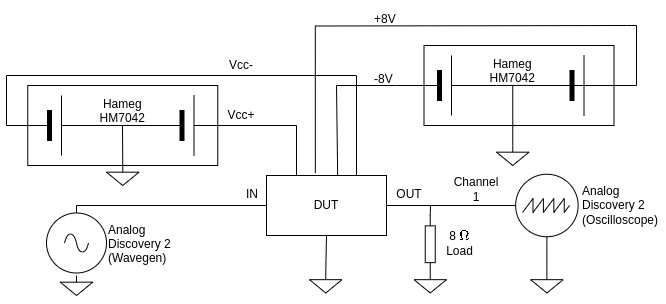 +8V
Vcc-
-8V
Hameg
HM7042
Hameg
HM7042
Vcc+
IN
DUT
OUT
Channel
1
Analog
Discovery 2
(Oscilloscope)
Analog
Discovery 2
(Wavegen)
8 Ω
Load